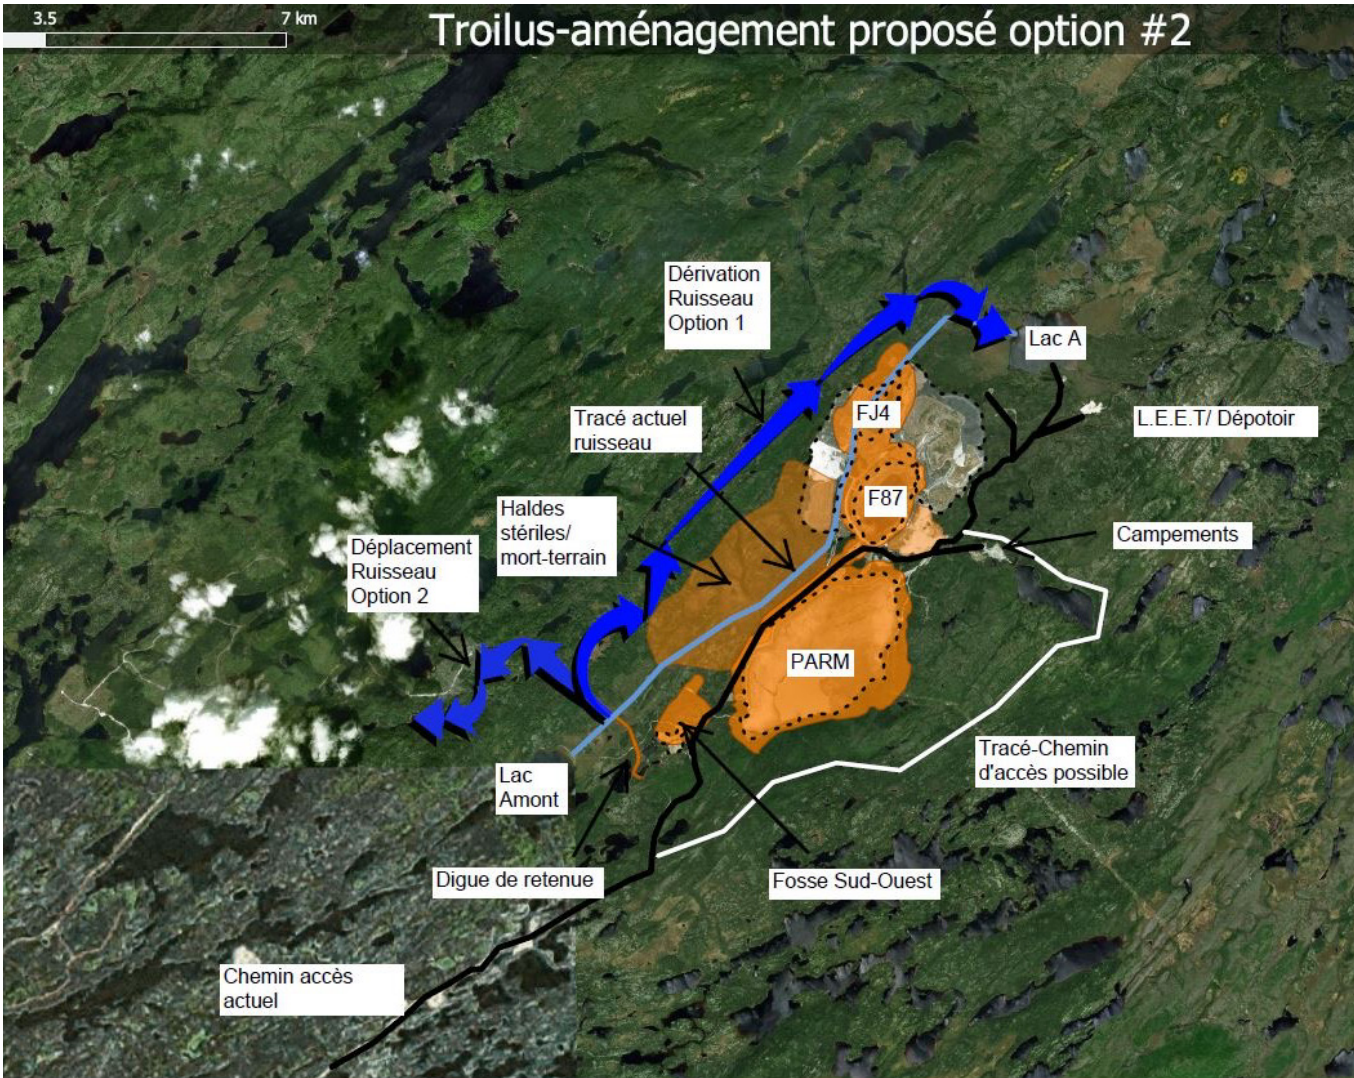 3.5
7 km
Troilus-aménagement proposé option #2
Dérivation
Ruisseau
Option 1
Lac A
FJ4
L.E.E.T/ Dépotoir
Tracé actuel
ruisseau
F87
Haldes
stériles/
mort-terrain
Campements
Déplacement
Ruisseau
Option 2
PARM
Tracé-Chemin
d'accès possible
Lac
Amont
Digue de retenue
Fosse Sud-Ouest
Chemin accès
actuel